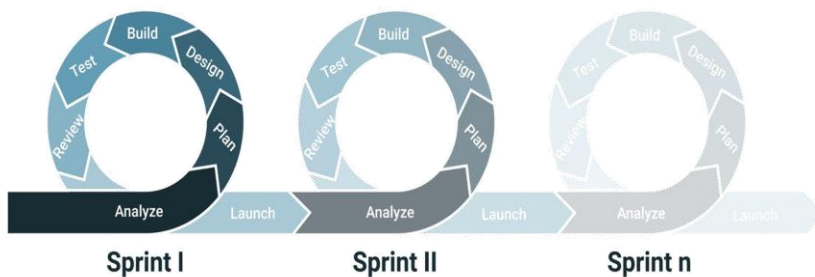 Build
Build
Build
Test
Design
Test
Design
Test
Design
Review
Plan
Review
Plan
Review
Plan
Analyze
Launch
Analyze
Launch
Analyze
Launch
Sprint I
Sprint II
Sprint n